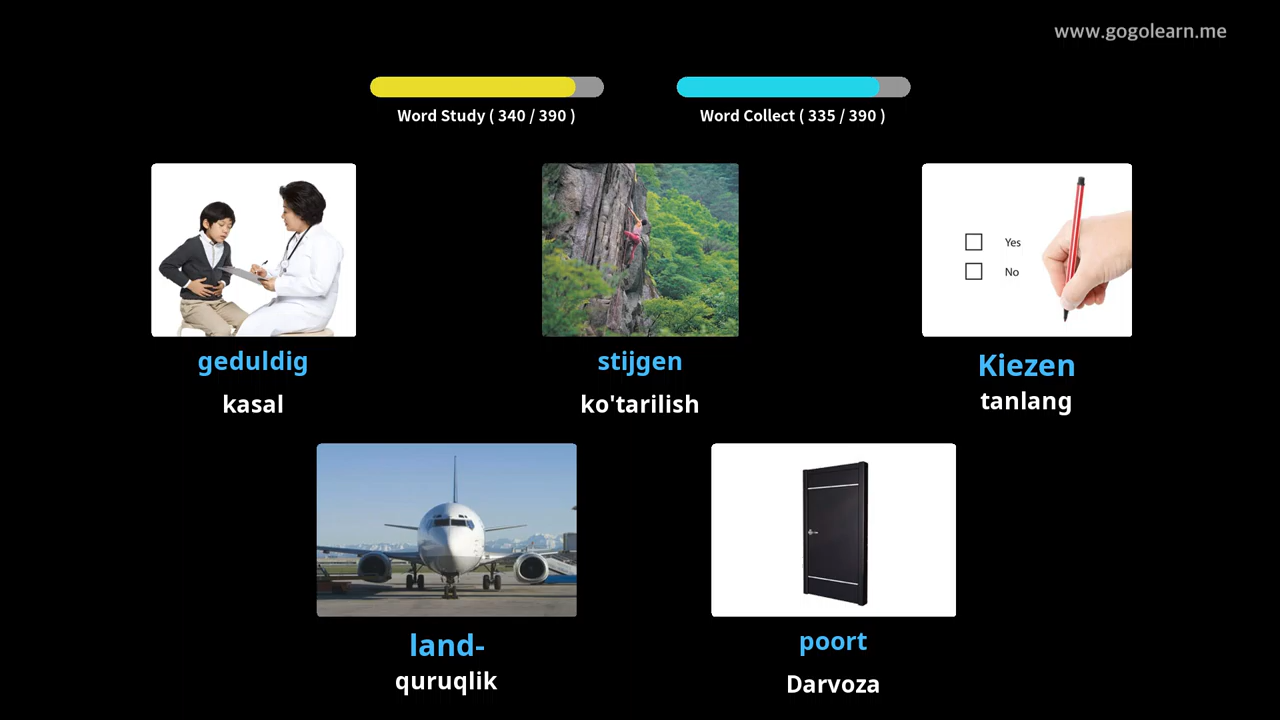 www.gogolearn.me
Word Study ( 340 / 390 )
Word Collect ( 335 / 390 )
Yes
No
geduldig
kasal
stijgen
ko'tarilish
Kiezen
tanlang
land-
quruqlik
poort
Darvoza